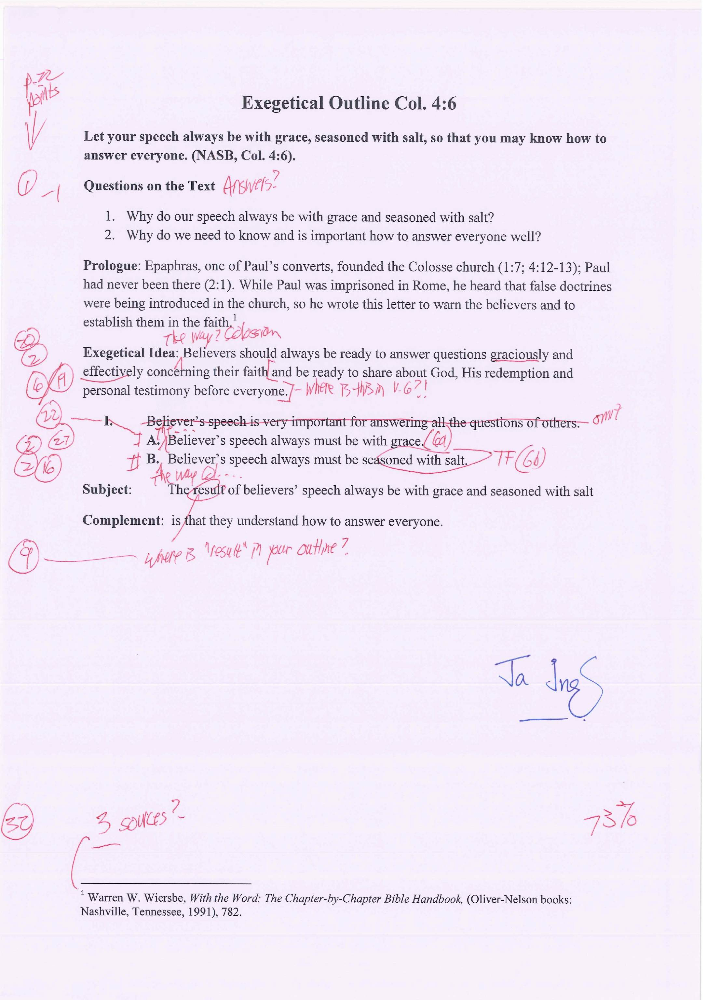 P-72
points
Exegetical Outline Col. 4:6
Let your speech always be with grace, seasoned with salt, so that you may know how to
answer everyone. (NASB, Col. 4:6).
① -1 Questions on the Text Answers?
1. Why do our speech always be with grace and seasoned with salt?
2. Why do we need to know and is important how to answer everyone well?
Prologue: Epaphras, one of Paul's converts, founded the Colosse church (1:7; 4:12-13); Paul
had never been there (2:1). While Paul was imprisoned in Rome, he heard that false doctrines
were being introduced in the church, so he wrote this letter to warn the believers and to
establish them in the faith.1
The way? Colossian
2 Exegetical Idea: Believers should always be ready to answer questions graciously and
6 19 effectively concerning their faith [and be ready to share about God, His redemption and
personal testimony before everyone.] - Where is this in v. 6?!
22 I. Believer's speech is very important for answering all the questions of others. omit
The ----
2 27 I A. Believer's speech always must be with grace. (6a)
2 16 II B. Believer's speech always must be seasoned with salt. TF (6b)
The way Col....
Subject: The result of believers' speech always be with grace and seasoned with salt
Complement: is that they understand how to answer everyone.
9 Where is "result" in your outline?
Ja Ing
32 3 sources? 73%
1 Warren W. Wiersbe, With the Word: The Chapter-by-Chapter Bible Handbook, (Oliver-Nelson books:
Nashville, Tennessee, 1991), 782.